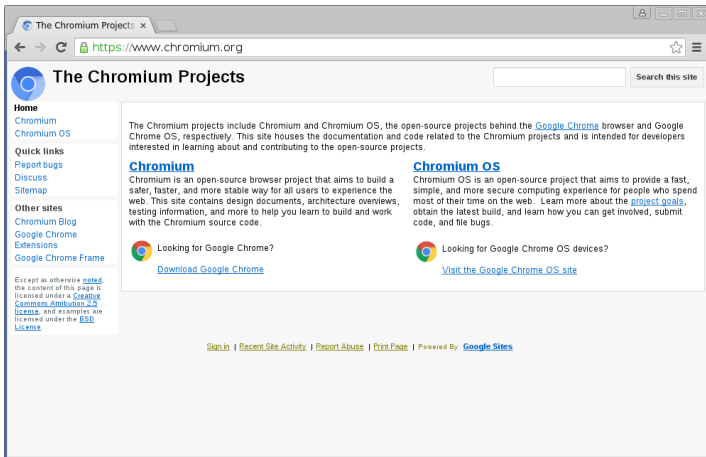 The Chromium Projects
https://www.chromium.org
The Chromium Projects
Search this site
Home
Chromium
Chromium OS
Quick links
Report bugs
Discuss
Sitemap
Other sites
Chromium Blog
Google Chrome
Extensions
Google Chrome Frame
Except as otherwise noted,
the content of this page is
licensed under a Creative
Commons Attribution 2.5
license, and examples are
licensed under the BSD
License.
The Chromium projects include Chromium and Chromium OS, the open-source projects behind the Google Chrome browser and Google
Chrome OS, respectively. This site houses the documentation and code related to the Chromium projects and is intended for developers
interested in learning about and contributing to the open-source projects.
Chromium
Chromium is an open-source browser project that aims to build a
safer, faster, and more stable way for all users to experience the
web. This site contains design documents, architecture overviews,
testing information, and more to help you learn to build and work
with the Chromium source code.
Looking for Google Chrome?
Download Google Chrome
Chromium OS
Chromium OS is an open-source project that aims to provide a fast,
simple, and more secure computing experience for people who spend
most of their time on the web. Learn more about the project goals,
obtain the latest build, and learn how you can get involved, submit
code, and file bugs.
Looking for Google Chrome OS devices?
Visit the Google Chrome OS site
Sign in | Recent Site Activity | Report Abuse | Print Page | Powered By Google Sites